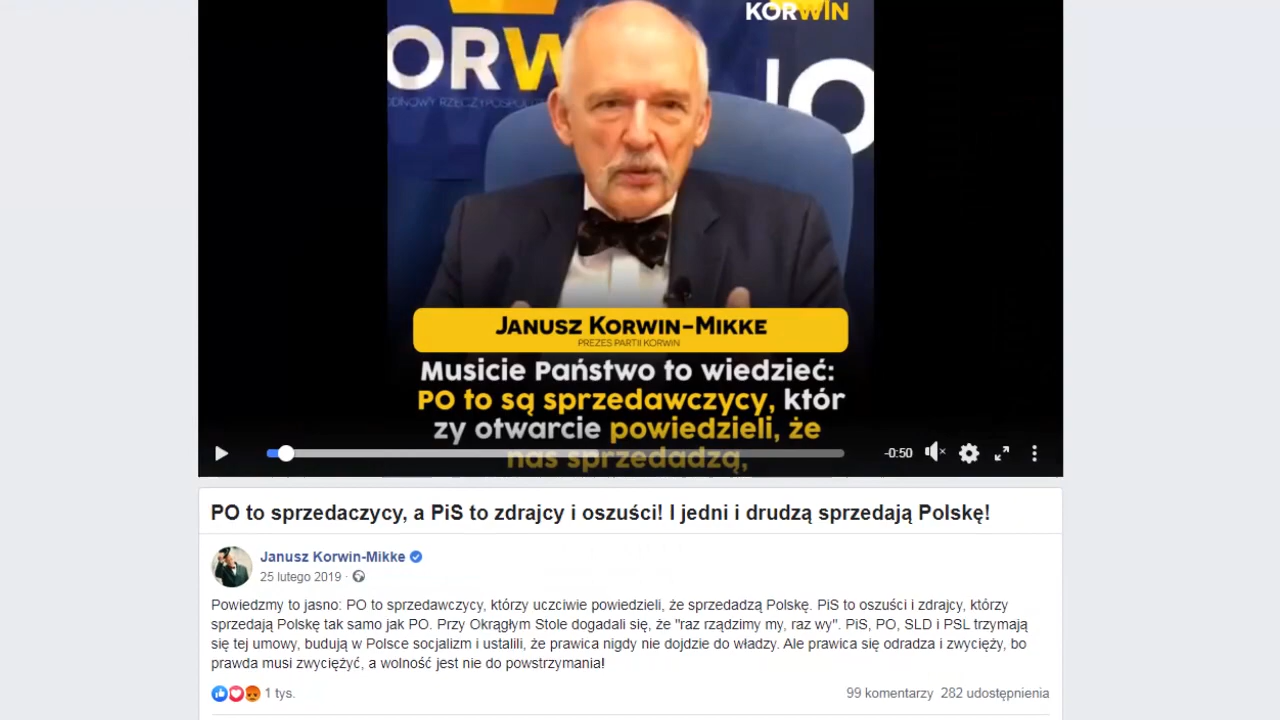 KORWIN
ORW
ODNOWY RZECZYPOSPOL
JANUSZ KORWIN-MIKKE
PREZES PARTII KORWIN
Musicie Państwo to wiedzieć:
PO to są sprzedawczycy, któr
zy otwarcie powiedzieli, że
nas sprzedadzą,
-0:50
PO to sprzedaczycy, a PiS to zdrajcy i oszuści! I jedni i drudzą sprzedają Polskę!
Janusz Korwin-Mikke
25 lutego 2019 ·
Powiedzmy to jasno: PO to sprzedawczycy, którzy uczciwie powiedzieli, że sprzedadzą Polskę. PiS to oszuści i zdrajcy, którzy
sprzedają Polskę tak samo jak PO. Przy Okrągłym Stole dogadali się, że "raz rządzimy my, raz wy". PiS, PO, SLD i PSL trzymają
się tej umowy, budują w Polsce socjalizm i ustalili, że prawica nigdy nie dojdzie do władzy. Ale prawica się odradza i zwycięży, bo
prawda musi zwyciężyć, a wolność jest nie do powstrzymania!
1 tys.
99 komentarzy 282 udostępnienia